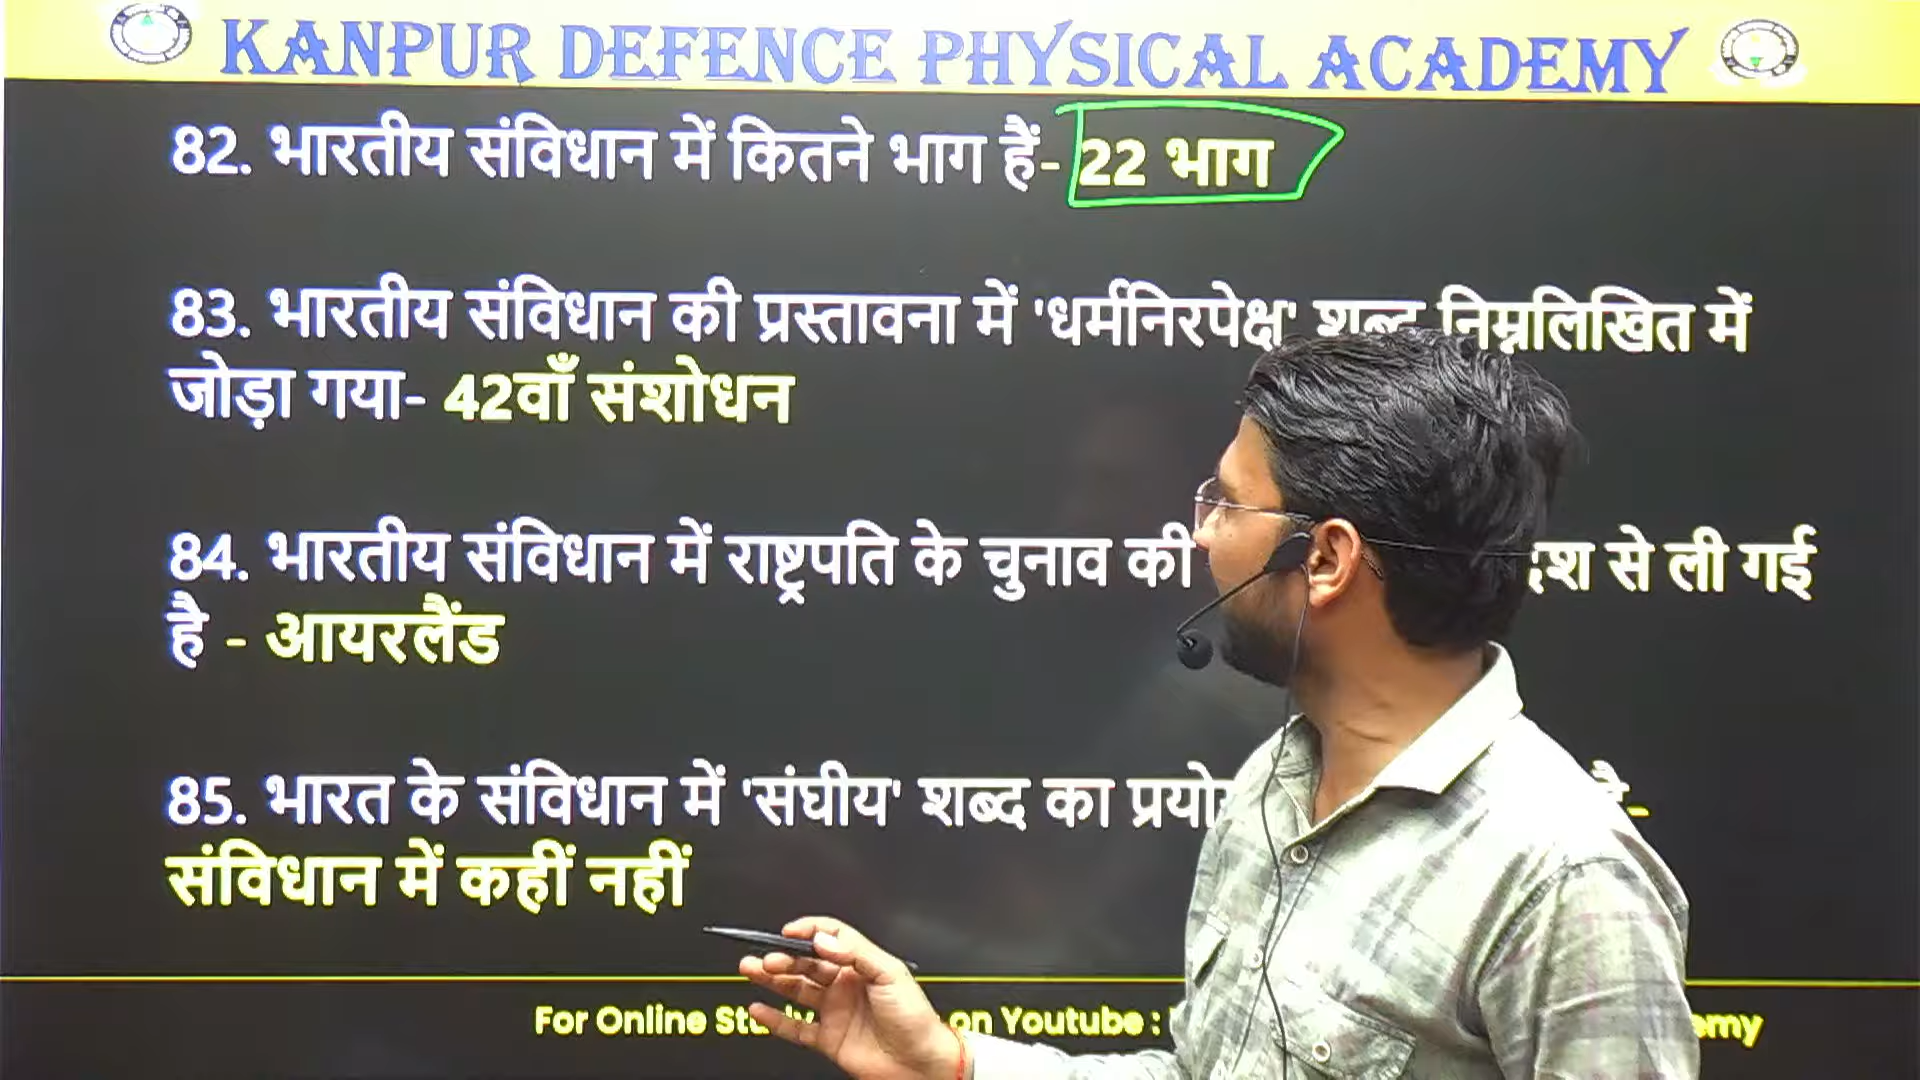 KANPUR DEFENCE PHYSICAL ACADEMY
82. भारतीय संविधान में कितने भाग हैं- 22 भाग
83. भारतीय संविधान की प्रस्तावना में 'धर्मनिरपेक्ष' शब्द निम्नलिखित में
जोड़ा गया- 42वाँ संशोधन
84. भारतीय संविधान में राष्ट्रपति के चुनाव की से ली गई
है - आयरलैंड
85. भारत के संविधान में 'संघीय' शब्द का
संविधान में कहीं नहीं
For Online on Youtube :